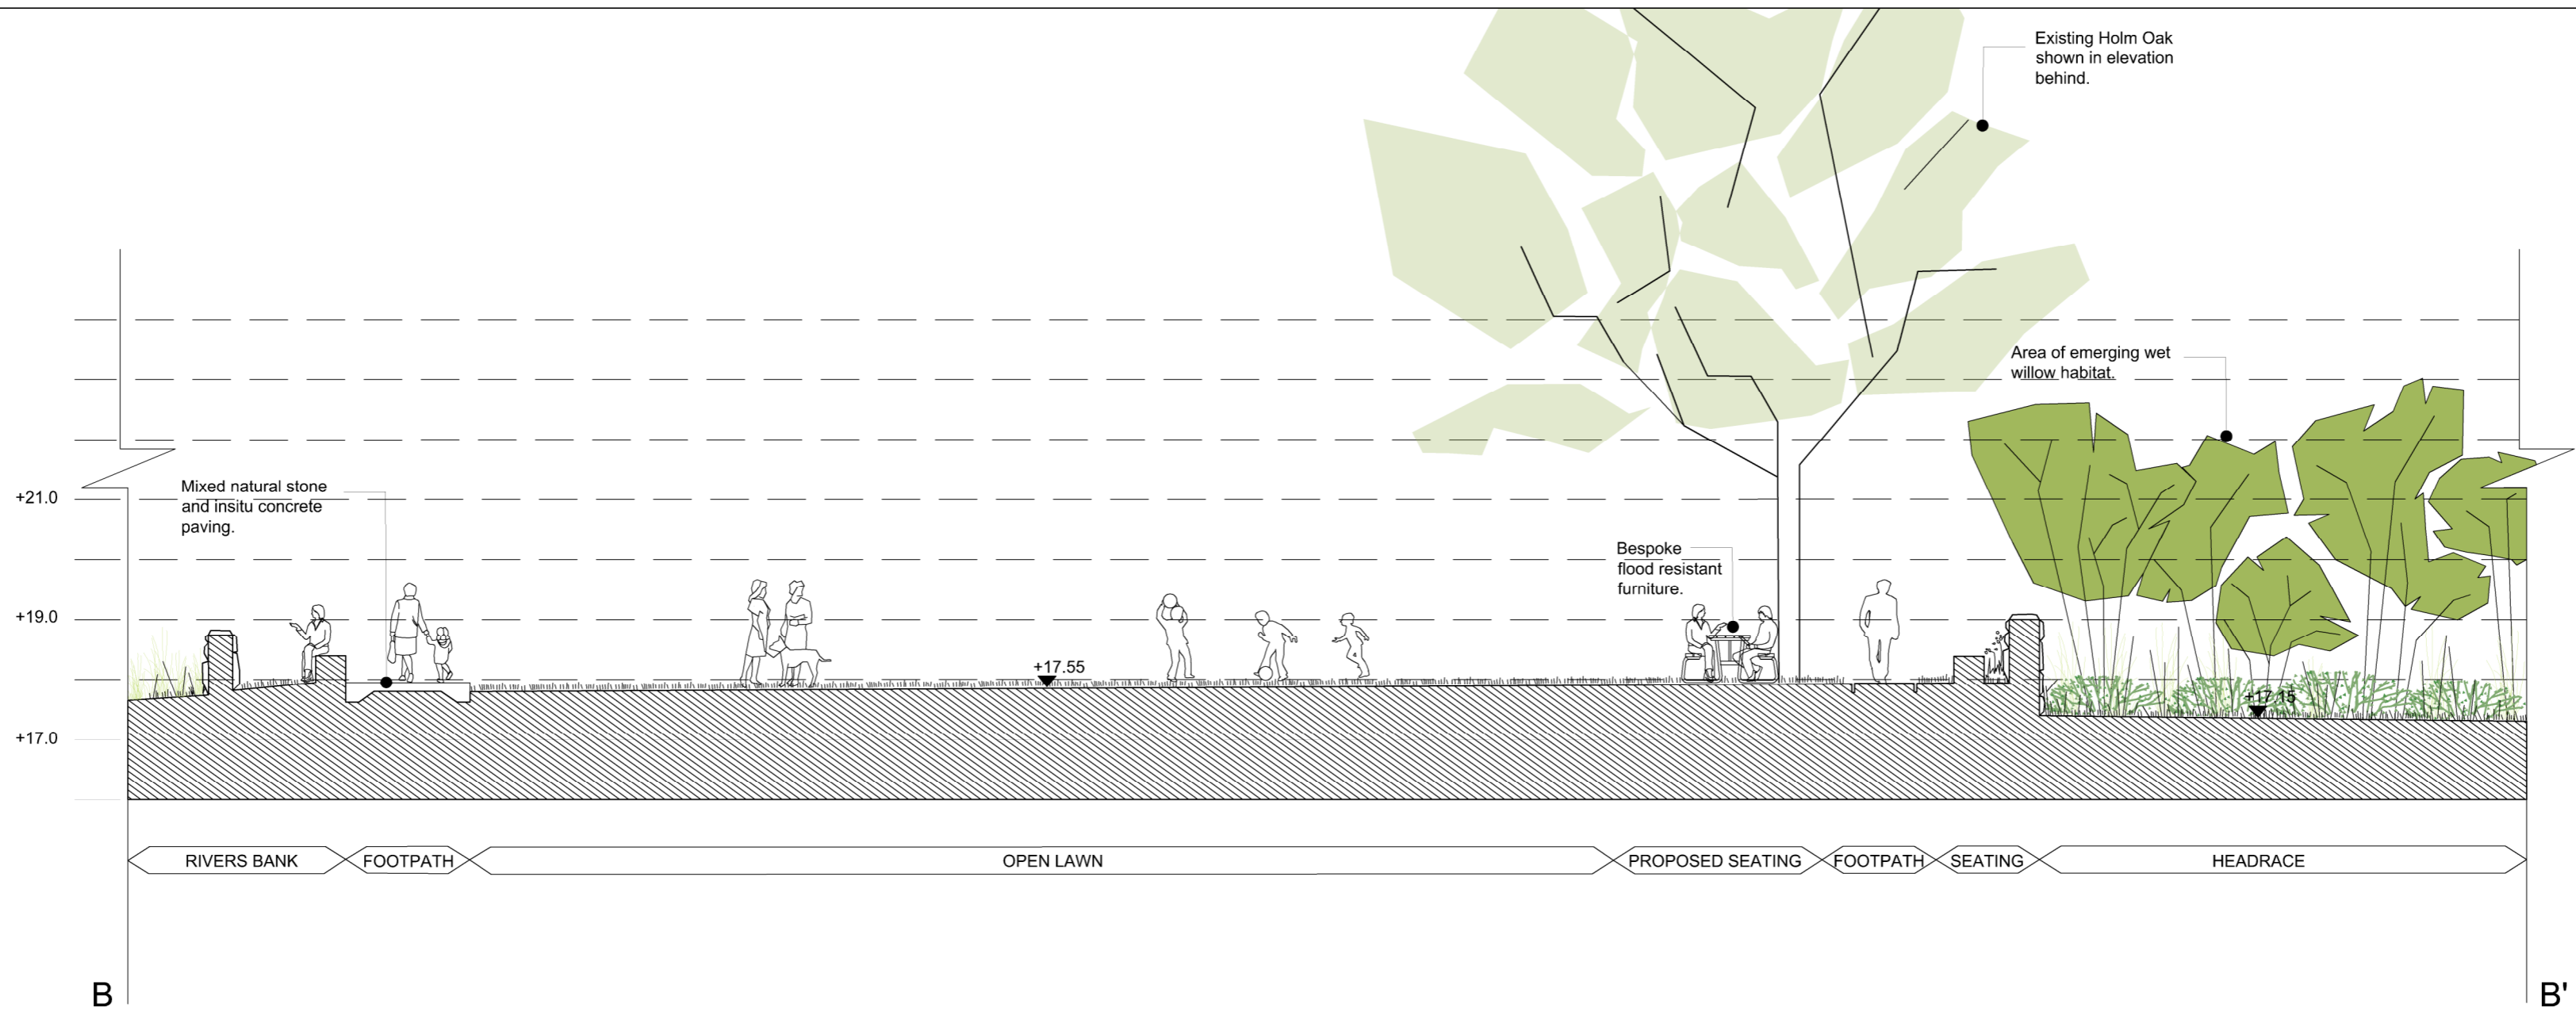 Existing Holm Oak
shown in elevation
behind.
Area of emerging wet
willow habitat.
Mixed natural stone
and insitu concrete
paving.
+21.0
Bespoke
flood resistant
furniture.
+19.0
+17.55
+17.15
+17.0
RIVERS BANK
FOOTPATH
OPEN LAWN
PROPOSED SEATING
FOOTPATH
SEATING
HEADRACE
B
B'